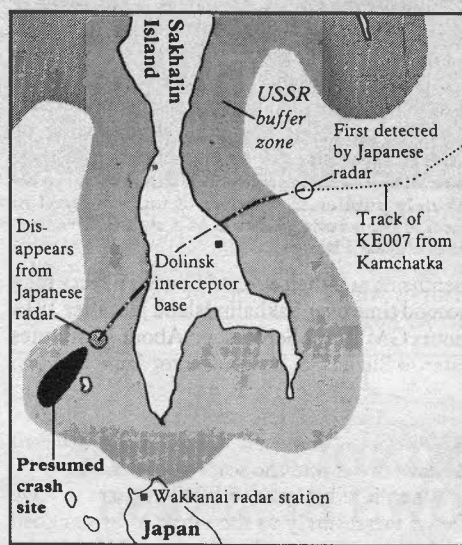 Sakhalin
Island
USSR
buffer
zone
First detected
by Japanese
radar
Track of
KE007 from
Kamchatka
Dis-
appears
from
Japanese
radar
Dolinsk
interceptor
base
Presumed
crash
site
Wakkanai radar station
Japan